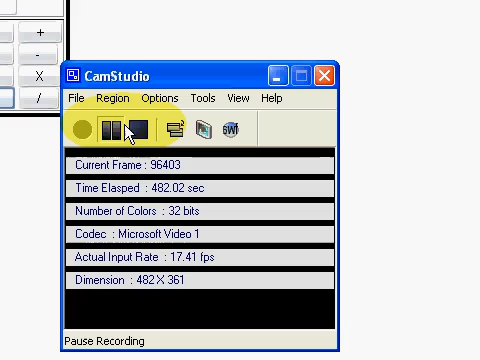 +
-
X
/
CamStudio
File Region Options Tools View Help
Current Frame : 96403
Time Elasped : 482.02 sec
Number of Colors : 32 bits
Codec : Microsoft Video 1
Actual Input Rate : 17.41 fps
Dimension : 482 X 361
Pause Recording